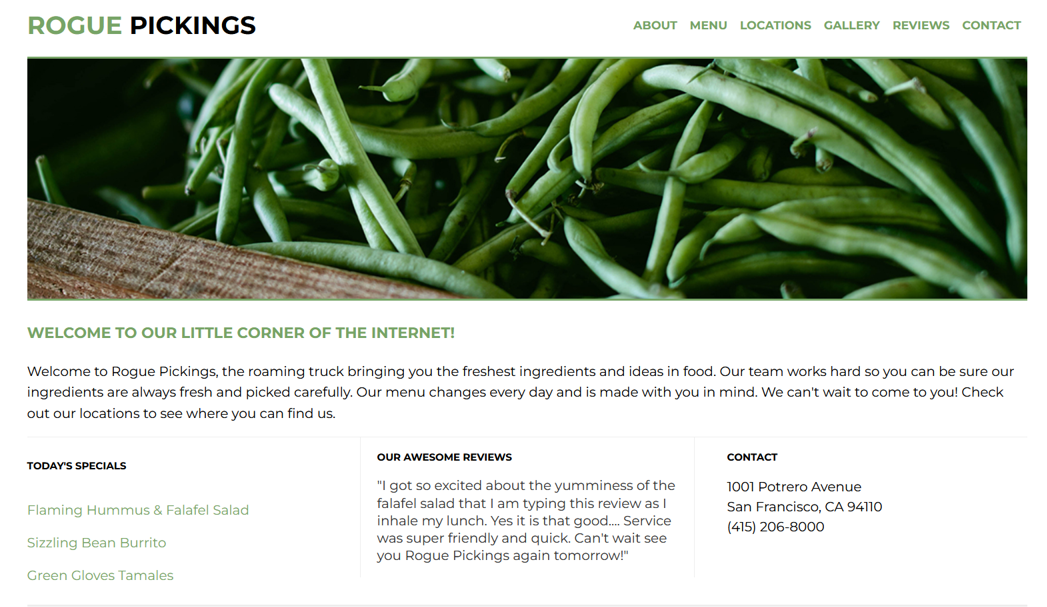 ROGUE PICKINGS
ABOUT MENU LOCATIONS GALLERY REVIEWS CONTACT
WELCOME TO OUR LITTLE CORNER OF THE INTERNET!
Welcome to Rogue Pickings, the roaming truck bringing you the freshest ingredients and ideas in food. Our team works hard so you can be sure our
ingredients are always fresh and picked carefully. Our menu changes every day and is made with you in mind. We can't wait to come to you! Check
out our locations to see where you can find us.
TODAY'S SPECIALS
Flaming Hummus & Falafel Salad
Sizzling Bean Burrito
Green Gloves Tamales
OUR AWESOME REVIEWS
"I got so excited about the yumminess of the
falafel salad that I am typing this review as I
inhale my lunch. Yes it is that good.... Service
was super friendly and quick. Can't wait see
you Rogue Pickings again tomorrow!"
CONTACT
1001 Potrero Avenue
San Francisco, CA 94110
(415) 206-8000